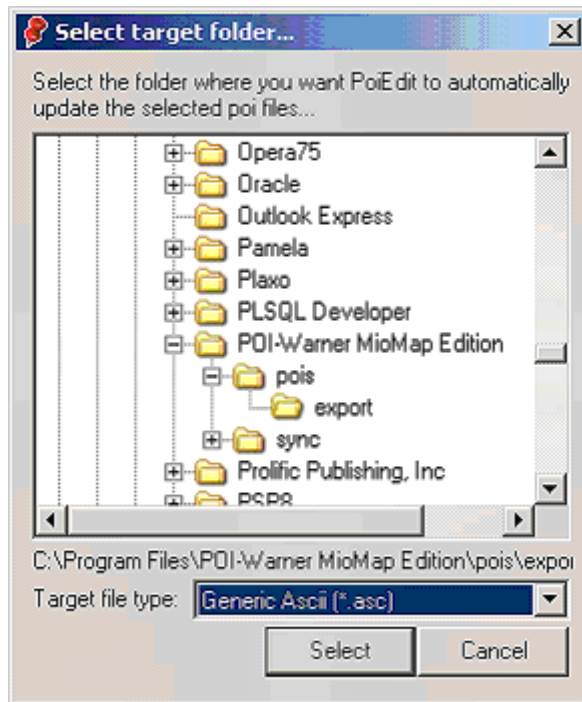 Select target folder...
Select the folder where you want PoiEdit to automatically
update the selected poi files...
Opera75
Oracle
Outlook Express
Pamela
Plaxo
PLSQL Developer
POI-Warner MioMap Edition
pois
export
sync
Prolific Publishing, Inc
PSP8
C:\Program Files\POI-Warner MioMap Edition\pois\expor
Target file type: Generic Ascii (*.asc)
Select Cancel